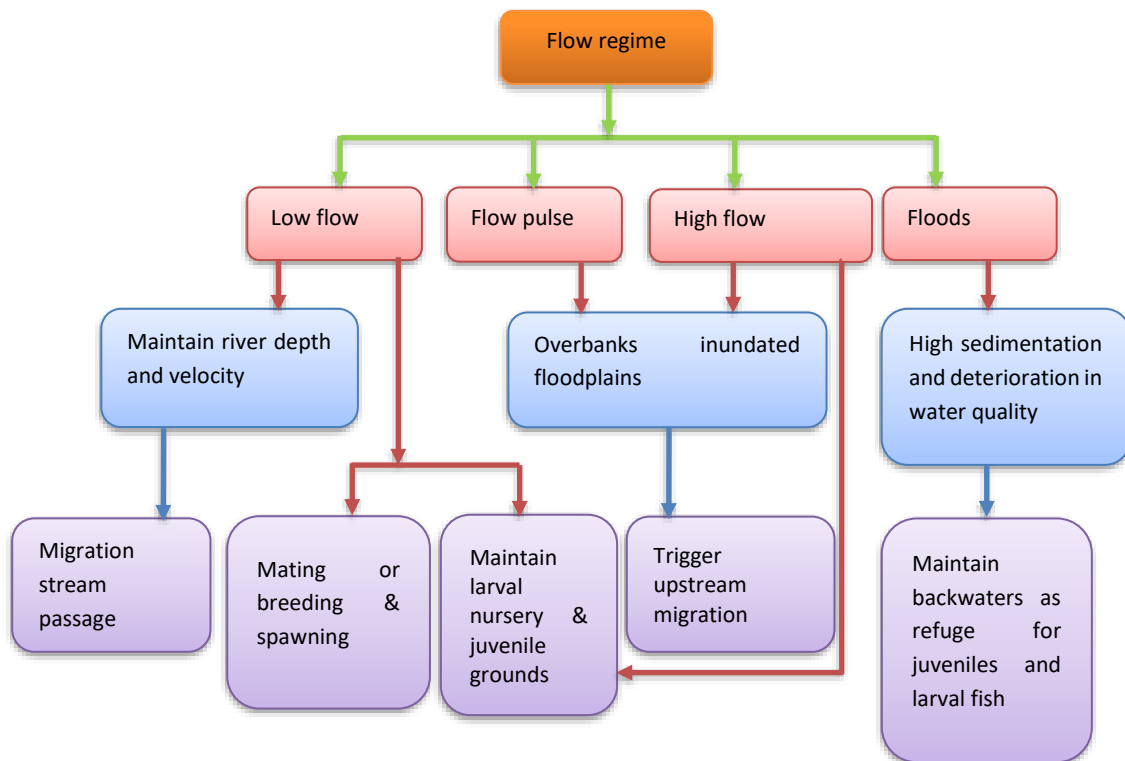 Flow regime
Low flow
Flow pulse
High flow
Floods
Maintain river depth
and velocity
Overbanks inundated
floodplains
High sedimentation
and deterioration in
water quality
Migration
stream
passage
Mating or
breeding &
spawning
Maintain
larval
nursery &
juvenile
grounds
Trigger
upstream
migration
Maintain
backwaters as
refuge for
juveniles and
larval fish